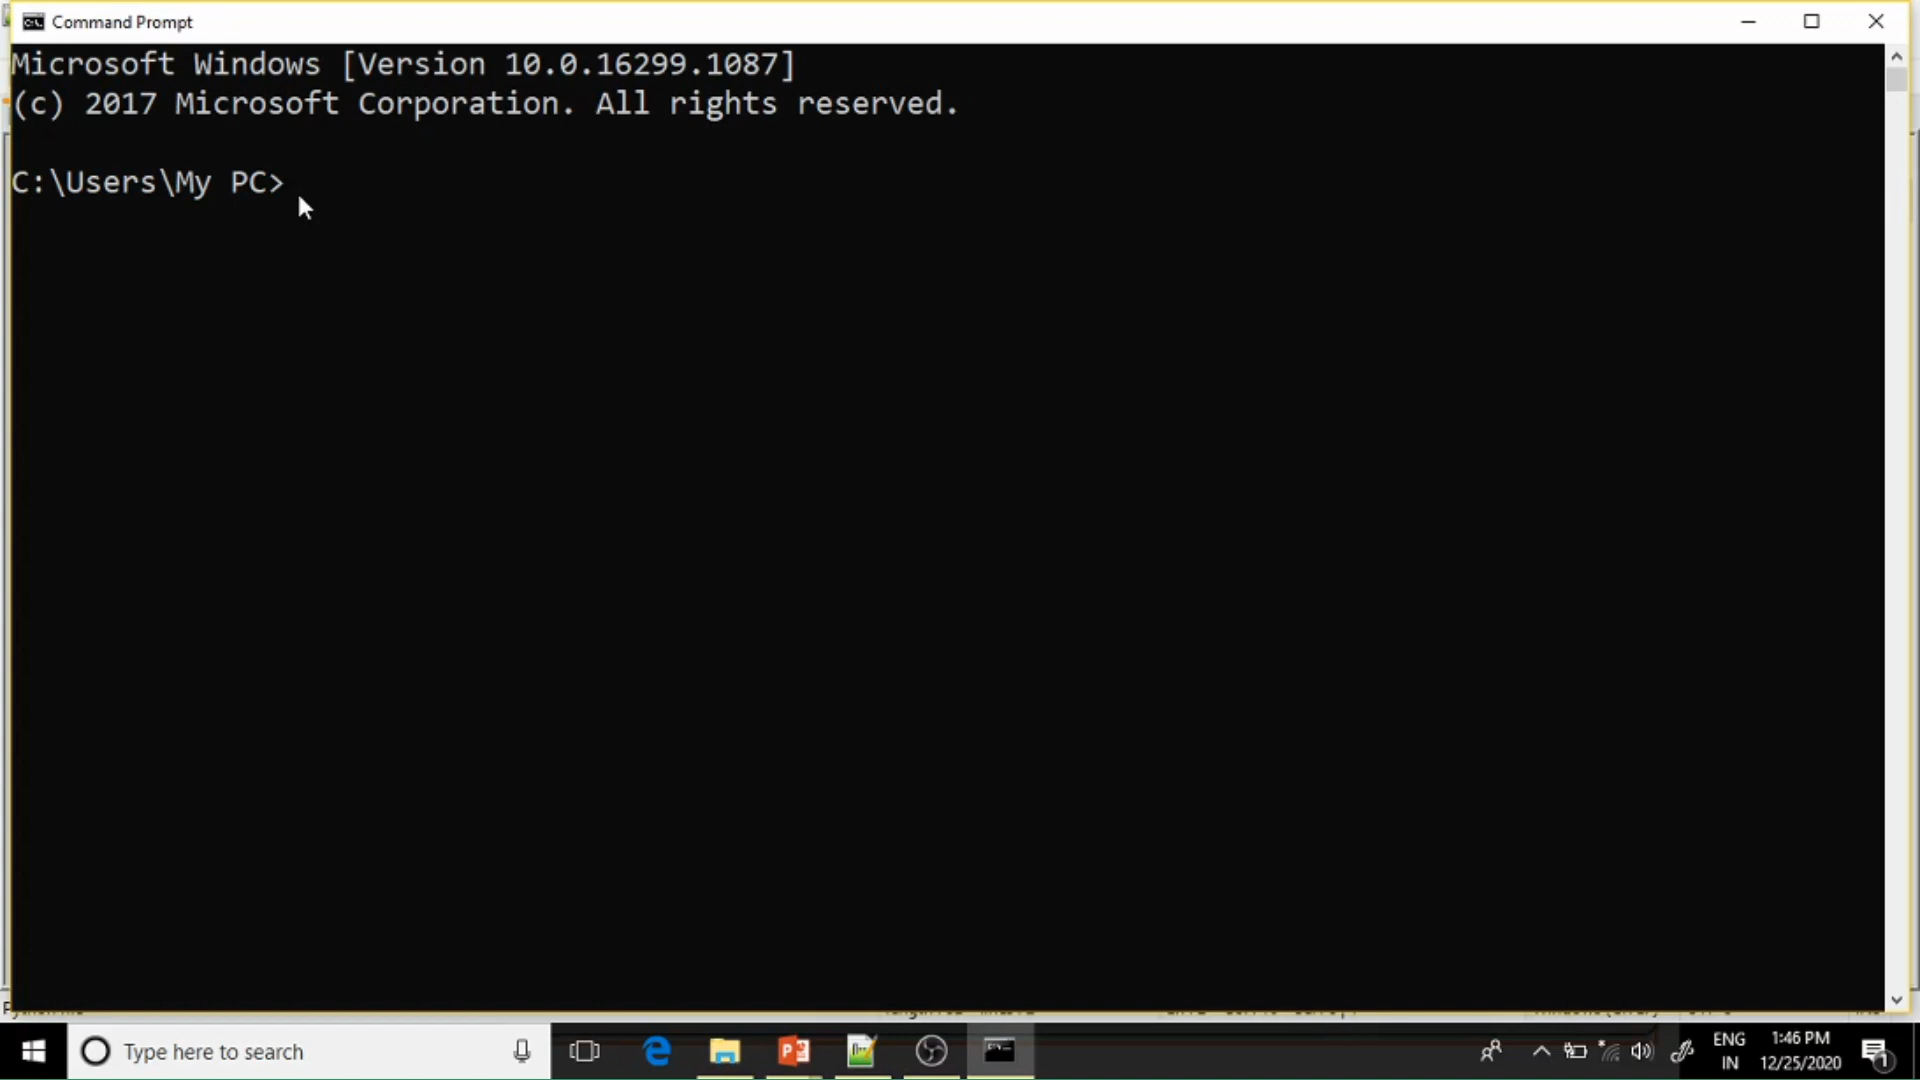 Command Prompt
Microsoft Windows [Version 10.0.16299.1087]
(c) 2017 Microsoft Corporation. All rights reserved.
C:\Users\My PC>
Type here to search
ENG
IN
1:46 PM
12/25/2020
1